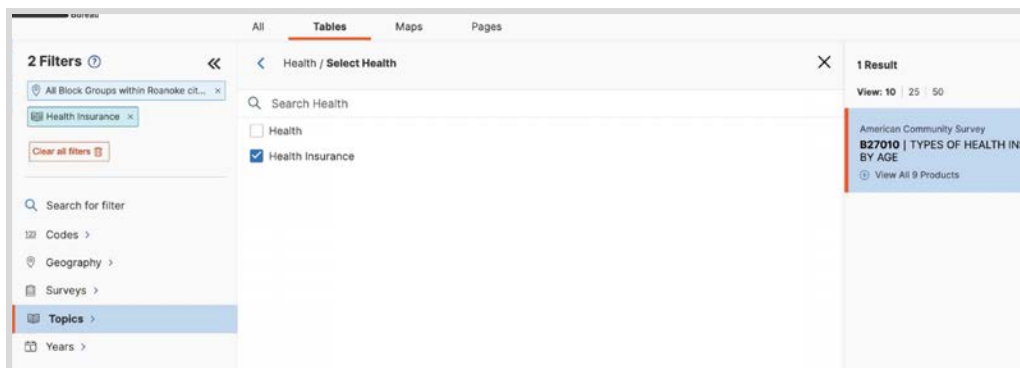 Bureau
All Tables Maps Pages
2 Filters
All Block Groups within Roanoke cit... ×
Health Insurance ×
Clear all filters
Search for filter
Codes >
Geography >
Surveys >
Topics >
Years >
Health / Select Health
Search Health
Health
Health Insurance
1 Result
View: 10 | 25 | 50
American Community Survey
B27010 | TYPES OF HEALTH IN
BY AGE
View All 9 Products